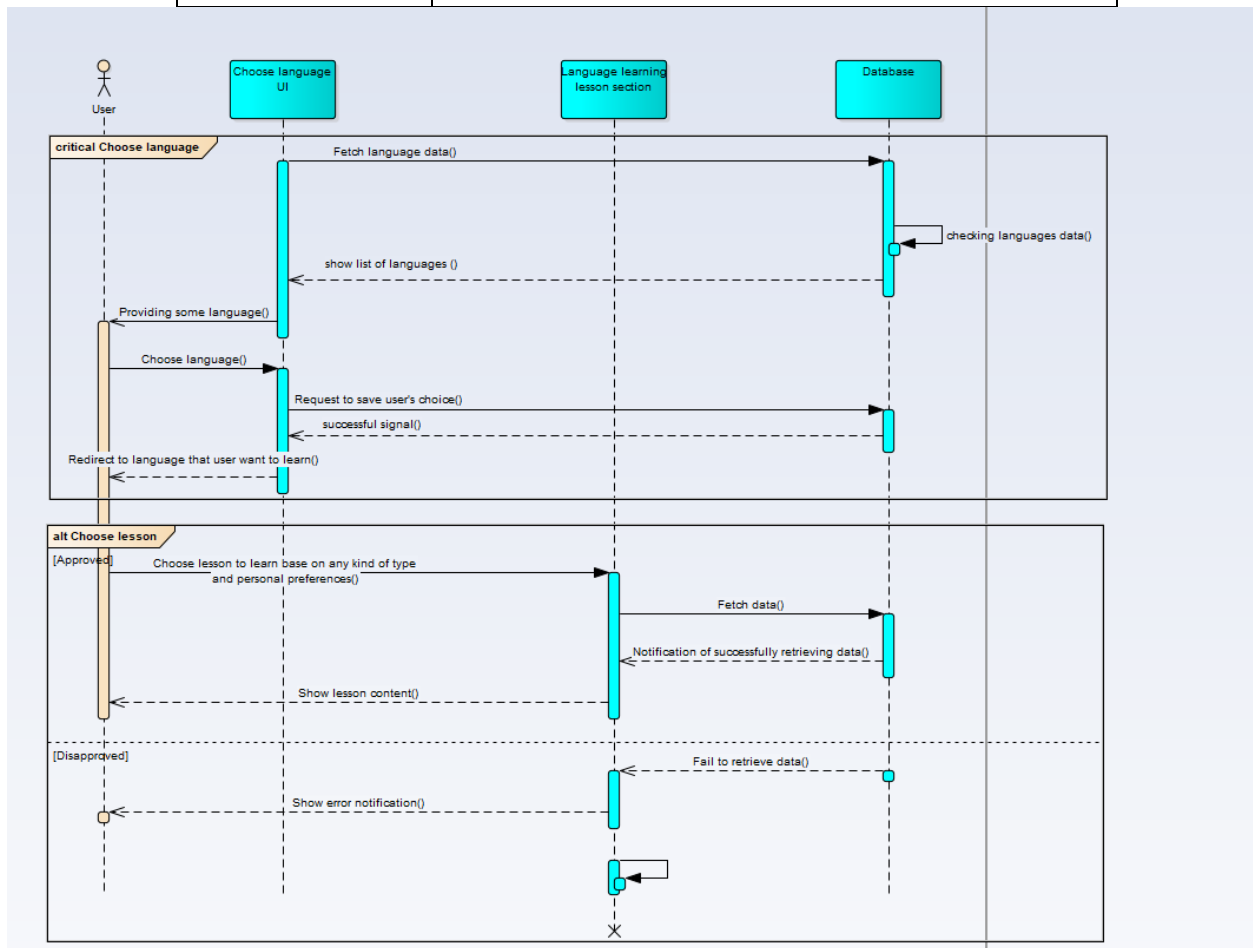 User
Choose language
UI
Language learning
lesson section
Database
critical Choose language
Fetch language data()
checking languages data()
show list of languages ()
Providing some language()
Choose language()
Request to save user's choice()
successful signal()
Redirect to language that user want to learn()
alt Choose lesson
[Approved]
Choose lesson to learn base on any kind of type
and personal preferences()
Fetch data()
Notification of successfully retrieving data()
Show lesson content()
[Disapproved]
Fail to retrieve data()
Show error notification()